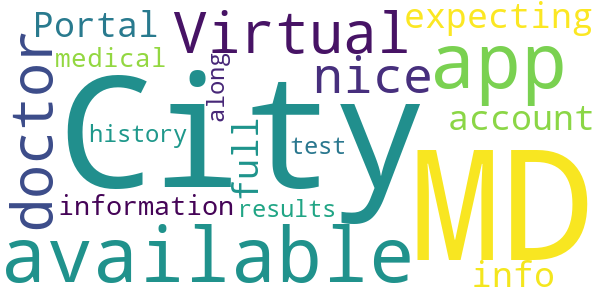 Portal Virtual expecting
medical nice app
doctor City along account
history full test MD
information results
available info